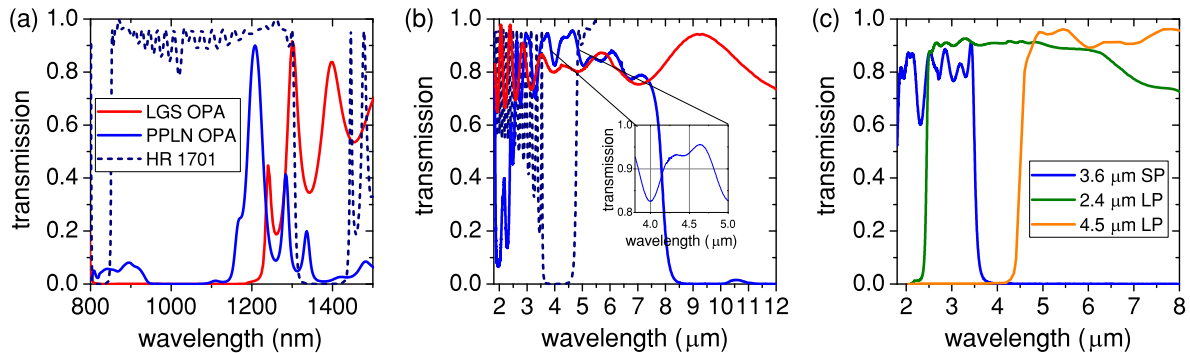 (a)
transmission
1.0
0.8
0.6
0.4
0.2
0.0
LGS OPA
PPLN OPA
HR 1701
800 1000 1200 1400
wavelength (nm)
(b)
transmission
1.0
0.8
0.6
0.4
0.2
0.0
transmission
1.0
0.9
0.8
4.0 4.5 5.0
wavelength (μm)
2 3 4 5 6 7 8 9 10 11 12
wavelength (μm)
(c)
transmission
1.0
0.8
0.6
0.4
0.2
0.0
3.6 μm SP
2.4 μm LP
4.5 μm LP
2 3 4 5 6 7 8
wavelength (μm)